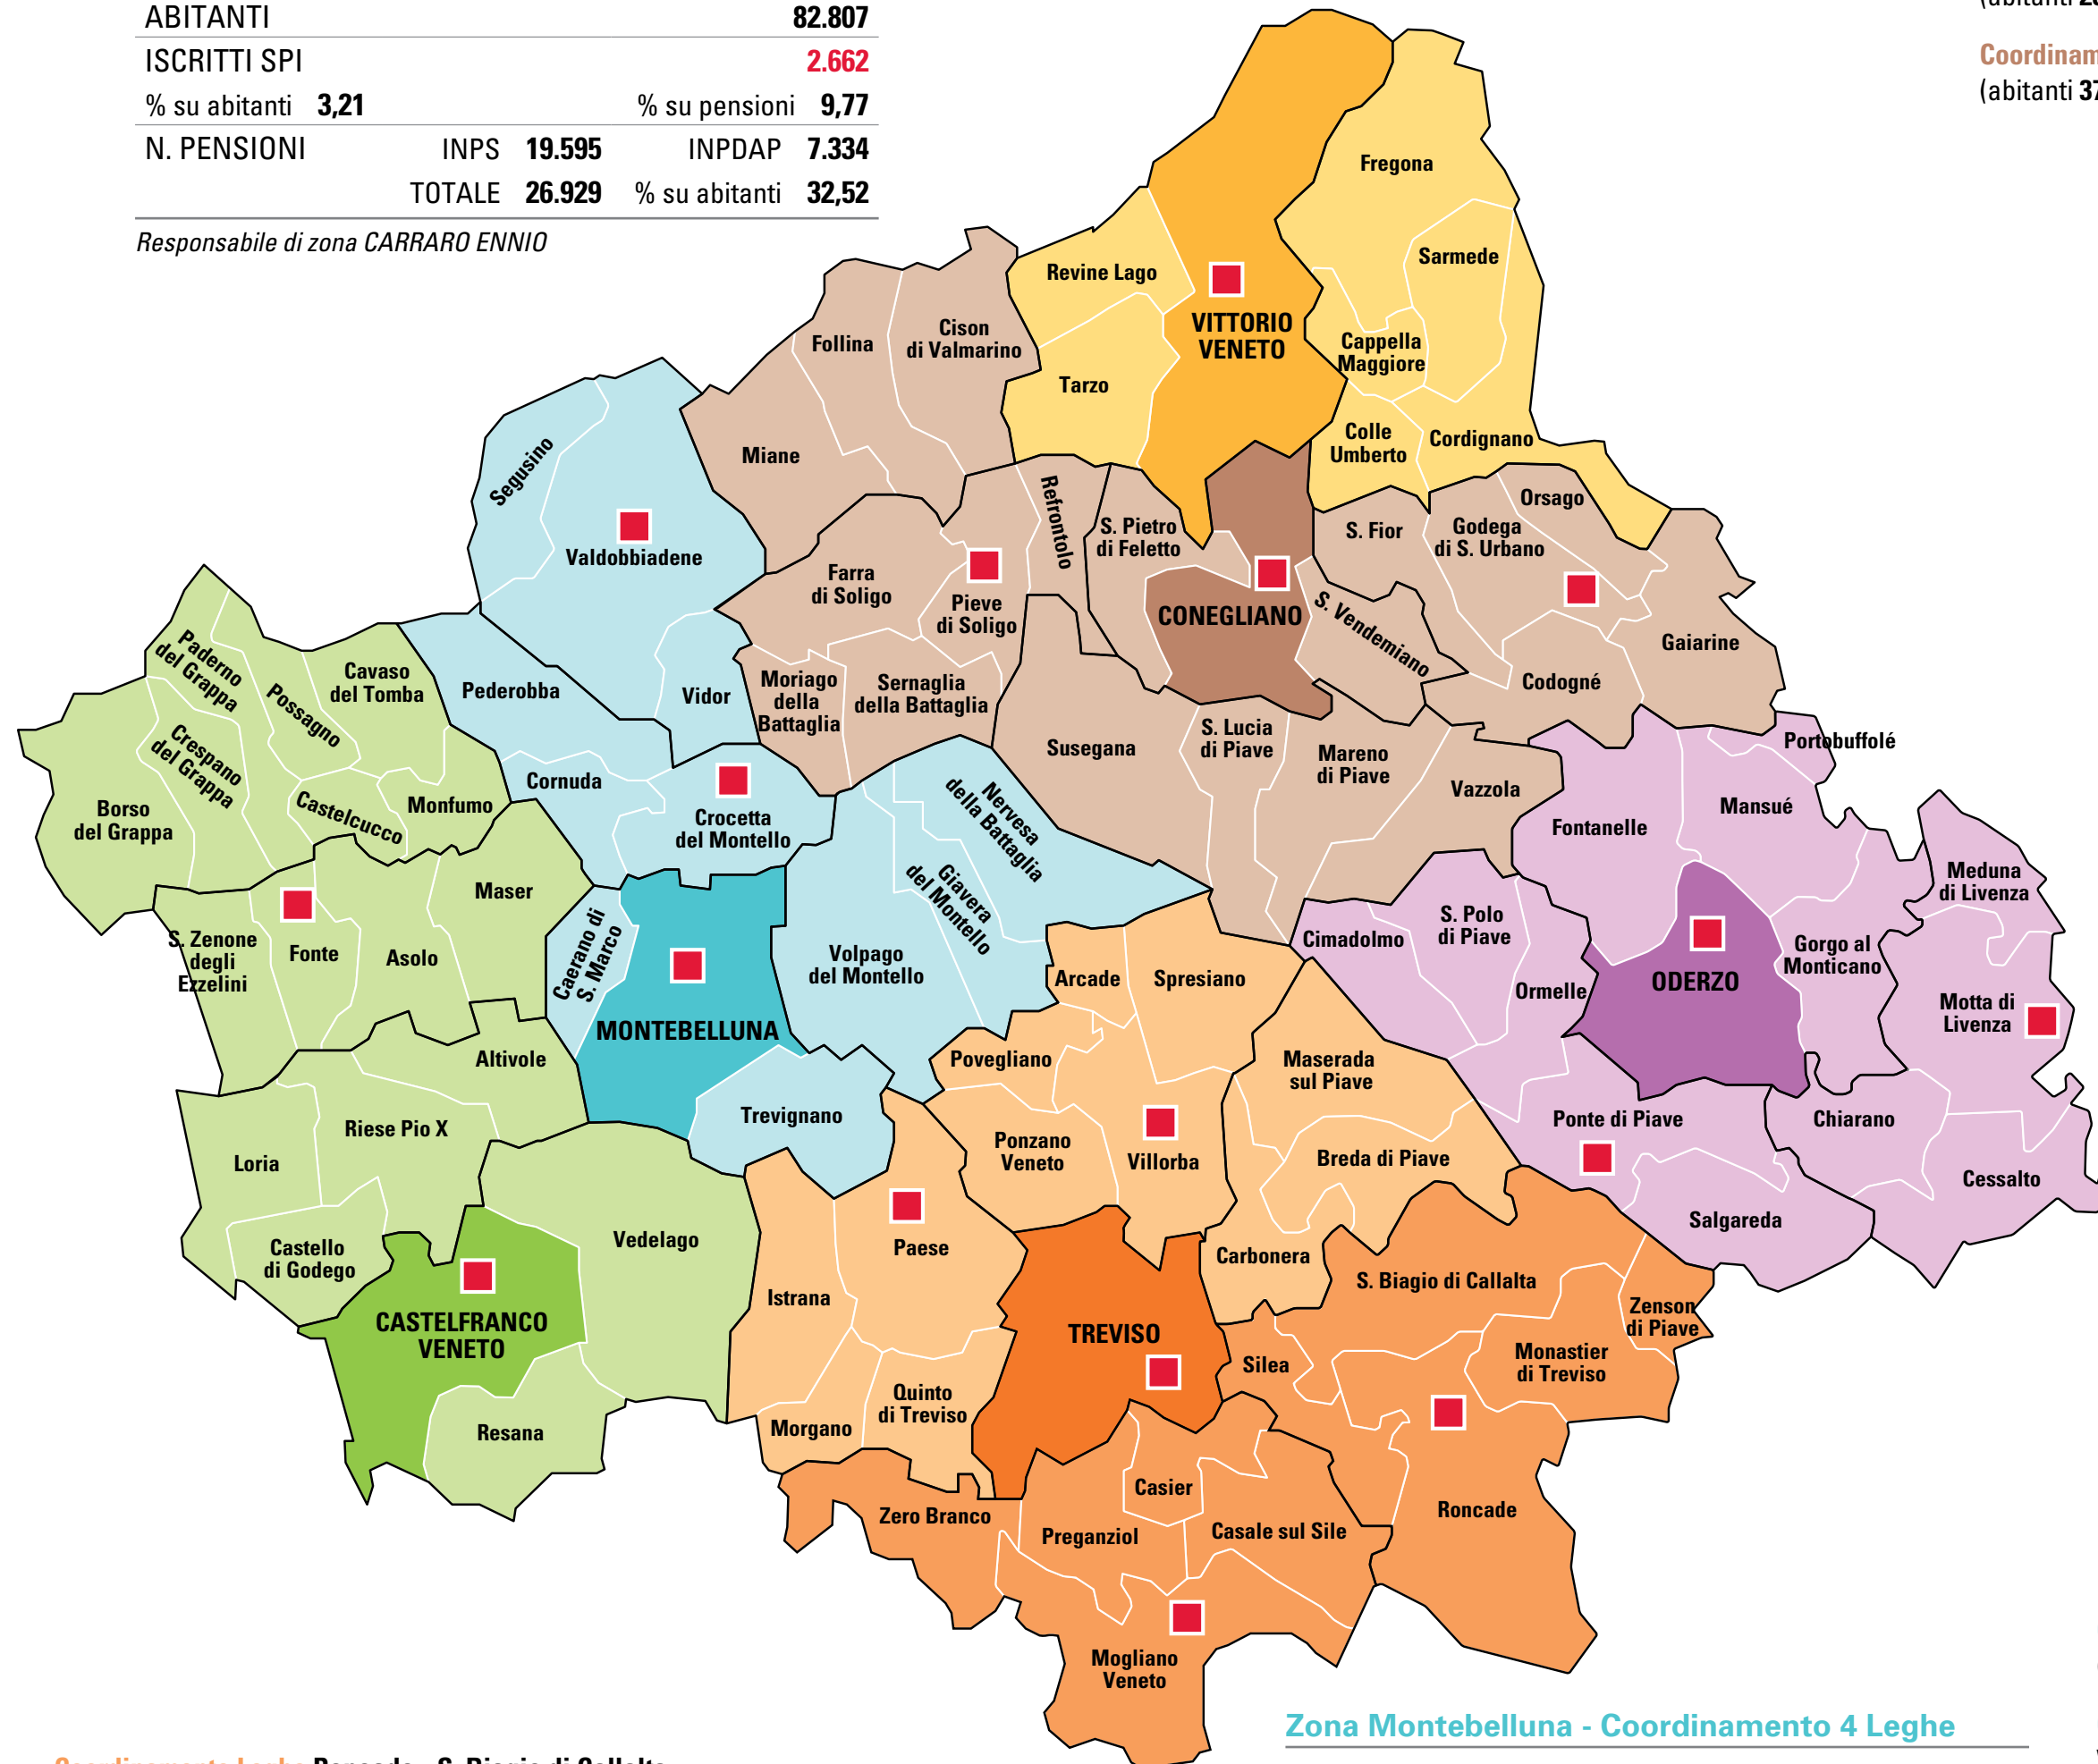 ABITANTI 82.807
ISCRITTI SPI 2.662
% su abitanti 3,21 % su pensioni 9,77
N. PENSIONI INPS 19.595 INPDAP 7.334
TOTALE 26.929 % su abitanti 32,52
Responsabile di zona CARRARO ENNIO
(abitanti
Coordinam
(abitanti 37
Fregona
Sarmede
Revine Lago
VITTORIO
VENETO
Cappella
Maggiore
Tarzo
Colle
Umberto
Cordignano
Follina
Cison
di Valmarino
Miane
Segusino
Valdobbiadene
Refrontolo
S. Pietro
di Feletto
S. Fior
Godega
di S. Urbano
Orsago
Farra
di Soligo
Pieve
di Soligo
CONEGLIANO
S. Vendemiano
Gaiarine
Codogné
Paderno
del Grappa
Possagno
Cavaso
del Tomba
Pederobba
Vidor
Moriago
della
Battaglia
Sernaglia
della Battaglia
Susegana
S. Lucia
di Piave
Mareno
di Piave
Vazzola
Portobuffolé
Borso
del Grappa
Crespano
del Grappa
Castelcucco
Monfumo
Cornuda
Crocetta
del Montello
Nervesa
della Battaglia
Giavera
del Montello
Fontanelle
Mansué
Meduna
di Livenza
S. Zenone
degli
Ezzelini
Fonte
Asolo
Maser
Caerano di
S. Marco
MONTEBELLUNA
Volpago
del Montello
Arcade
Spresiano
Cimadolmo
S. Polo
di Piave
Ormelle
ODERZO
Gorgo al
Monticano
Motta di
Livenza
Altivole
Povegliano
Maserada
sul Piave
Riese Pio X
Trevignano
Loria
Ponzano
Veneto
Villorba
Breda di Piave
Ponte di Piave
Chiarano
Cessalto
Salgareda
Castello
di Godego
Vedelago
Paese
Carbonera
S. Biagio di Callalta
CASTELFRANCO
VENETO
Istrana
TREVISO
Silea
Zenson
di Piave
Monastier
di Treviso
Resana
Morgano
Quinto
di Treviso
Zero Branco
Casier
Preganziol
Casale sul Sile
Roncade
Mogliano
Veneto
Zona Montebelluna - Coordinamento 4 Leghe
Coordinamento Leghe Roncade - S. Biagio di Callalta